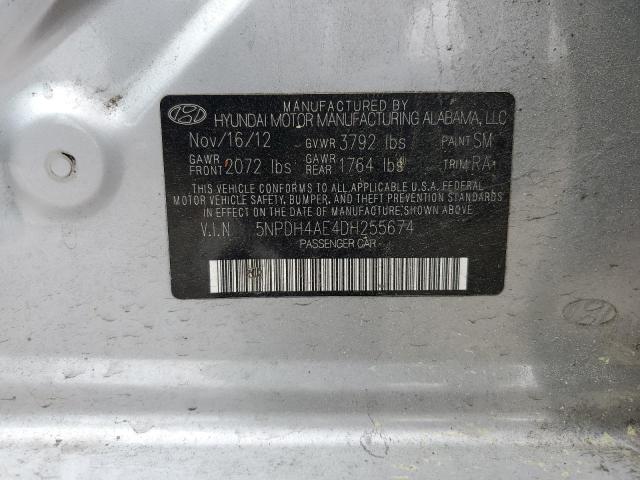 MANUFACTURED BY
HYUNDAI MOTOR MANUFACTURING ALABAMA, LLC
Nov/16/12 GVWR 3792 lbs PAINT SM
GAWR FRONT 2072 lbs GAWR REAR 1764 lbs TRIM RA
THIS VEHICLE CONFORMS TO ALL APPLICABLE U.S.A. FEDERAL
MOTOR VEHICLE SAFETY, BUMPER, AND THEFT PREVENTION STANDARDS
IN EFFECT ON THE DATE OF MANUFACTURE SHOWN ABOVE.
V.I.N 5NPDH4AE4DH255674
PASSENGER CAR